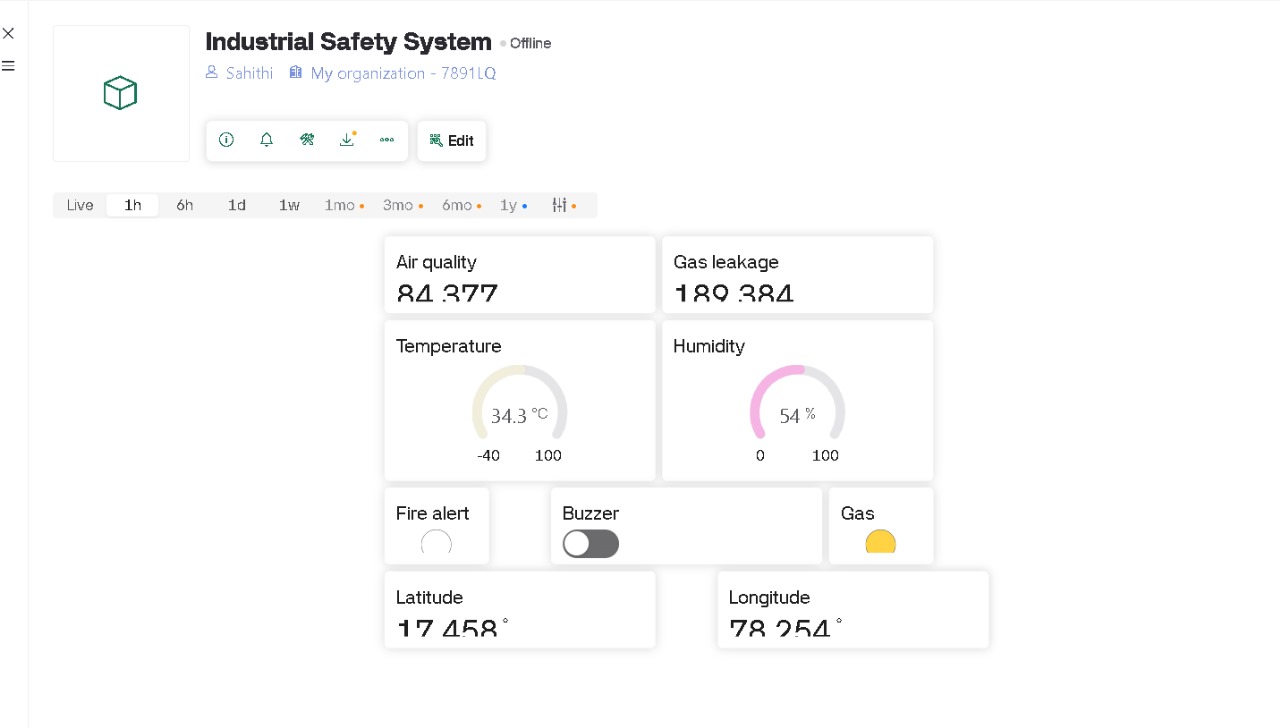 Industrial Safety System Offline
Sahithi My organization - 7891LQ
Edit
Live 1h 6h 1d 1w 1mo 3mo 6mo 1y
Air quality Gas leakage
84.377 189.384
Temperature Humidity
34.3 °C 54 %
-40 100 0 100
Fire alert Buzzer Gas
Latitude Longitude
17.458° 78.254°